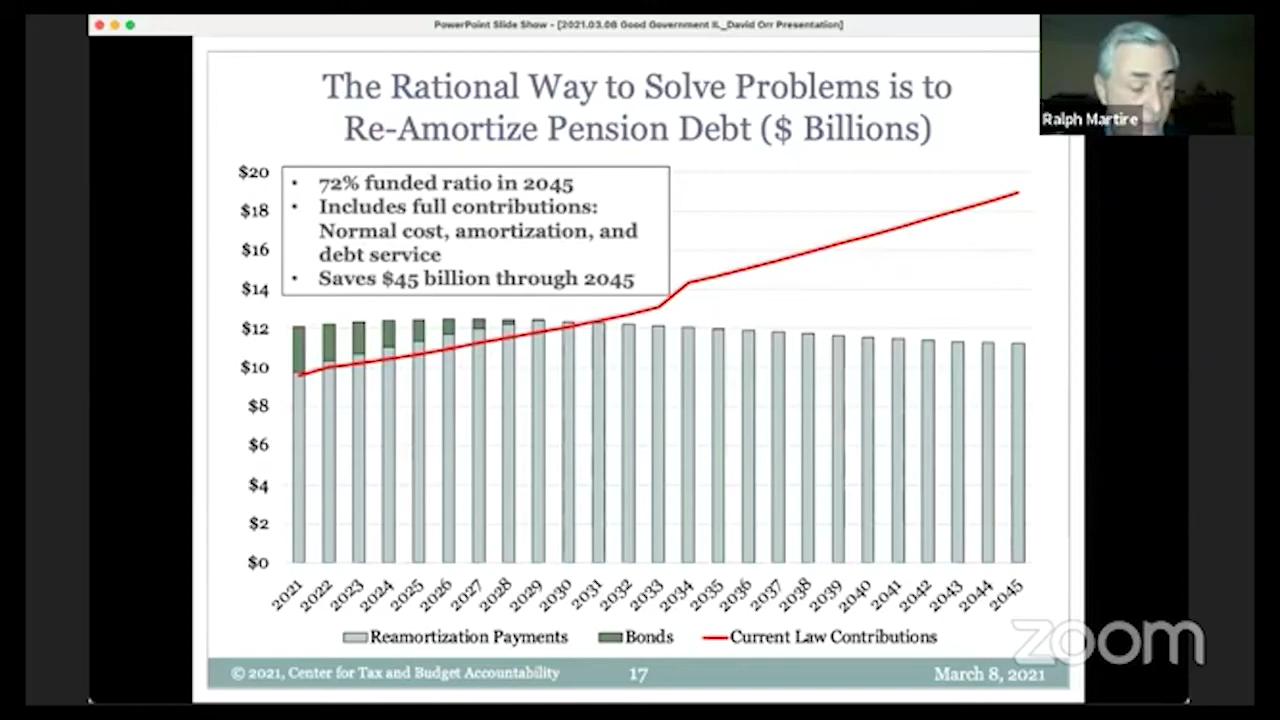 PowerPoint Slide Show - [2021.03.08 Good Government IL_David Orr Presentation]
Ralph Martire
The Rational Way to Solve Problems is to
Re-Amortize Pension Debt ($ Billions)
• 72% funded ratio in 2045
• Includes full contributions:
Normal cost, amortization, and
debt service
• Saves $45 billion through 2045
$20
$18
$16
$14
$12
$10
$8
$6
$4
$2
$0
2021 2022 2023 2024 2025 2026 2027 2028 2029 2030 2031 2032 2033 2034 2035 2036 2037 2038 2039 2040 2041 2042 2043 2044 2045
Reamortization Payments Bonds Current Law Contributions
zoom
© 2021, Center for Tax and Budget Accountability 17 March 8, 2021